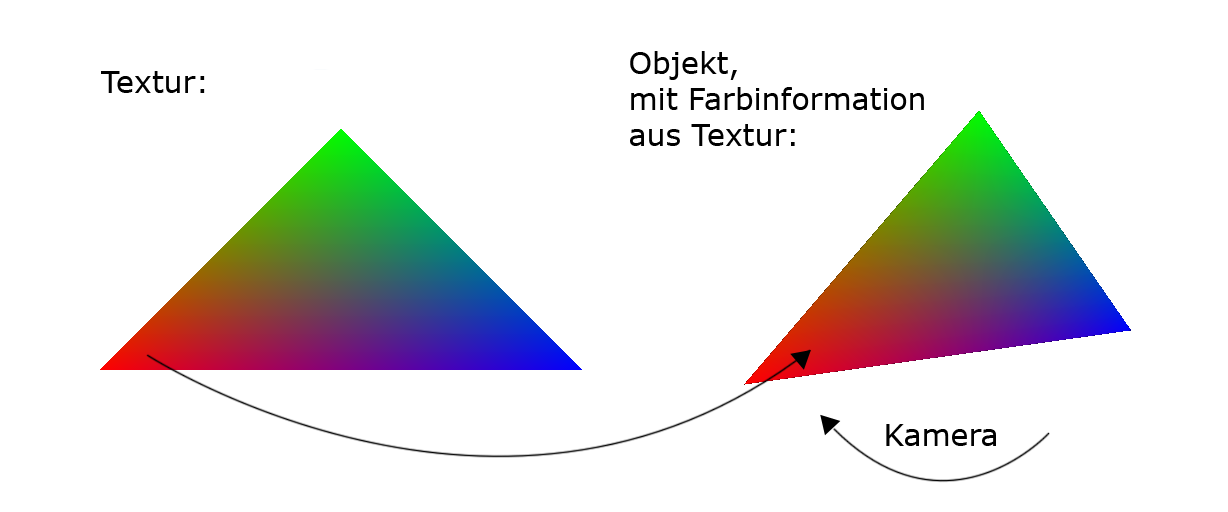 Textur:
Objekt,
mit Farbinformation
aus Textur:
Kamera